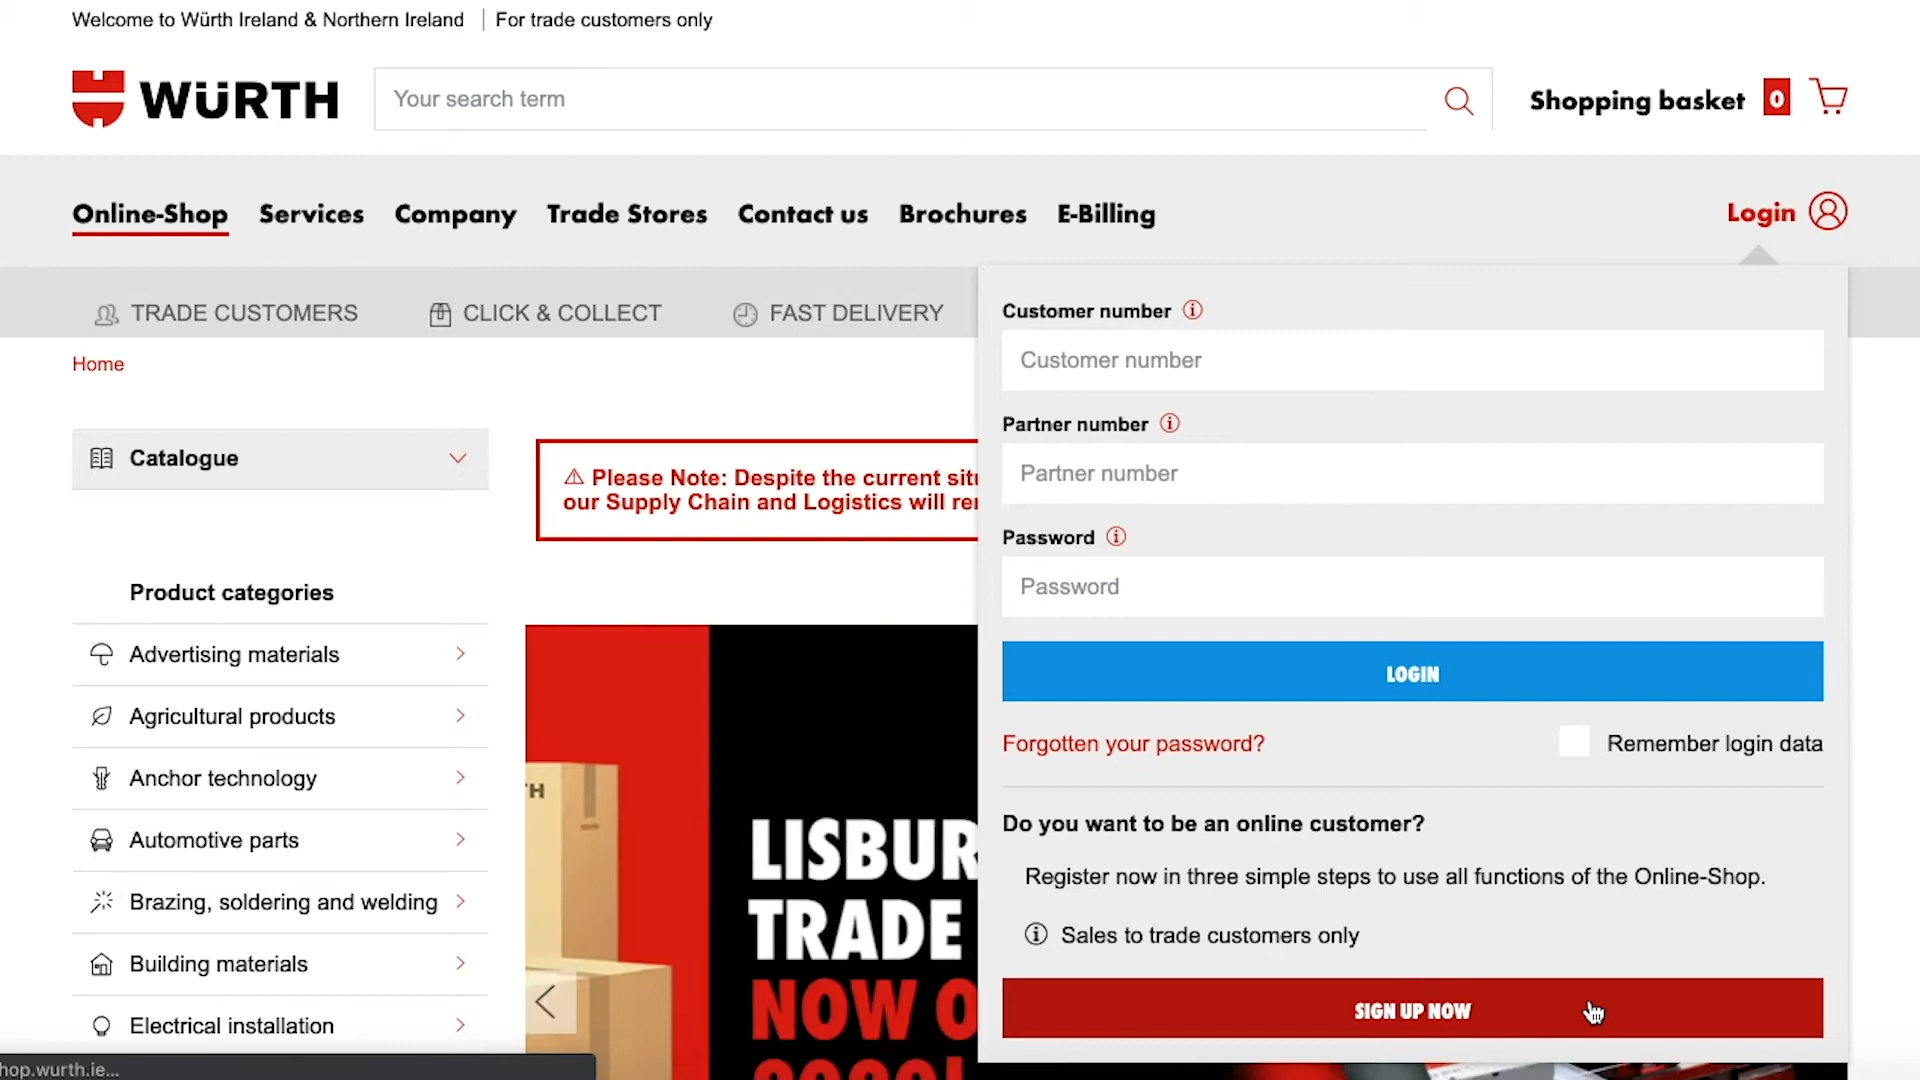 Welcome to Würth Ireland & Northern Ireland
For trade customers only
WÜRTH
Your search term
Shopping basket 0
Online-Shop Services Company Trade Stores Contact us Brochures E-Billing
Login
TRADE CUSTOMERS CLICK & COLLECT FAST DELIVERY
Home
Catalogue
Product categories
Advertising materials
Agricultural products
Anchor technology
Automotive parts
Brazing, soldering and welding
Building materials
Electrical installation
Please Note: Despite the current
our Supply Chain and Logistics will
LISBUR
TRADE
NOW O
Customer number
Customer number
Partner number
Partner number
Password
Password
LOGIN
Forgotten your password?
Remember login data
Do you want to be an online customer?
Register now in three simple steps to use all functions of the Online-Shop.
Sales to trade customers only
SIGN UP NOW
hop.wurth.ie...